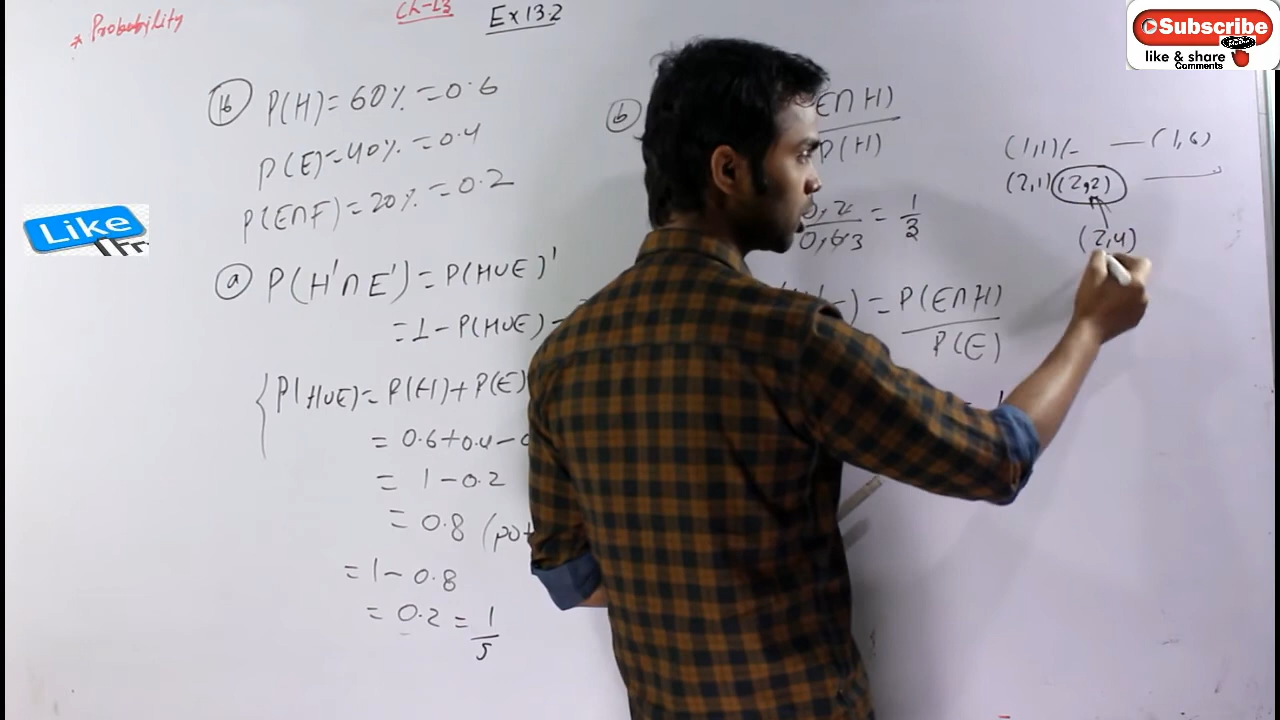 * Probability
Ch-13
Ex 13.2
(16) P(H)=60% =0.6
P(E)=40% =0.4
P(E∩F)=20% =0.2
(a) P(H'∩E')=P(H∪E)'
=1-P(H∪E)
{P(H∪E)=P(H)+P(E)
=0.6+0.4-0
= 1-0.2
= 0.8 (put
=1-0.8
= 0.2 = 1/5
(b) E∩H)
P(H)
= 1/3
) = P(E∩H)
P(E)
(1,1) — (1,6)
(2,1) (2,2)
(2,4)
Subscribe
like & share
Comments
Like